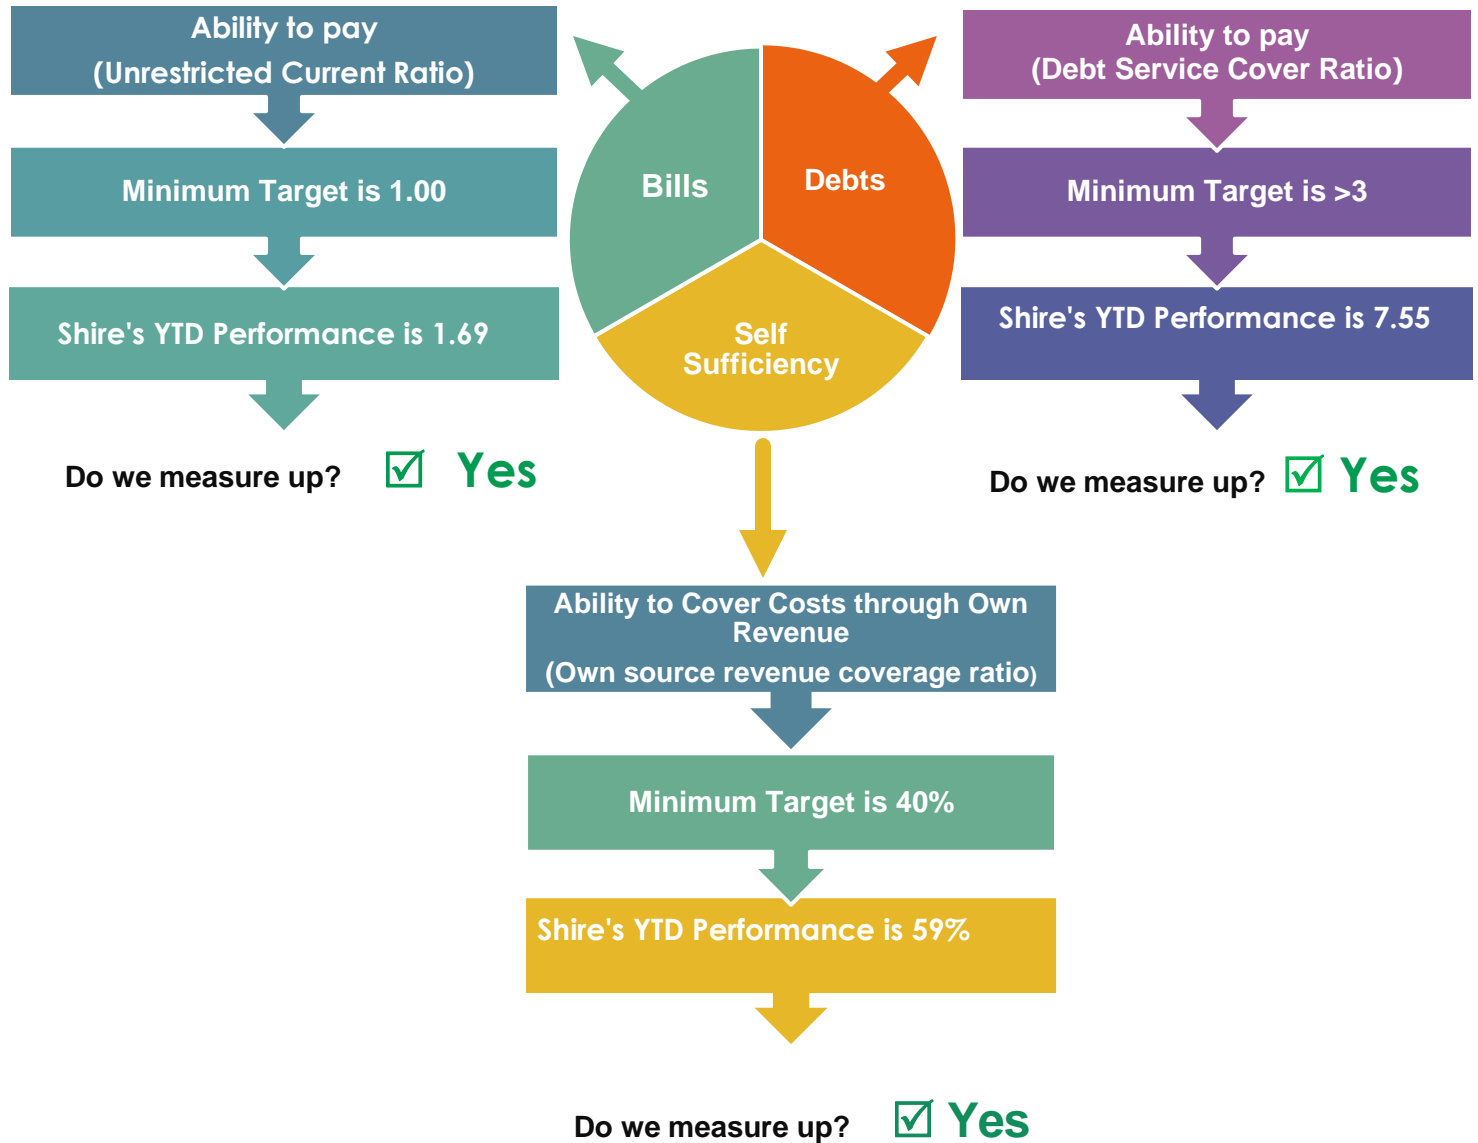 Ability to pay
(Unrestricted Current Ratio)
Minimum Target is 1.00
Shire's YTD Performance is 1.69
Do we measure up? ☑ Yes
Bills
Debts
Self
Sufficiency
Ability to pay
(Debt Service Cover Ratio)
Minimum Target is >3
Shire's YTD Performance is 7.55
Do we measure up? ☑ Yes
Ability to Cover Costs through Own
Revenue
(Own source revenue coverage ratio)
Minimum Target is 40%
Shire's YTD Performance is 59%
Do we measure up? ☑ Yes